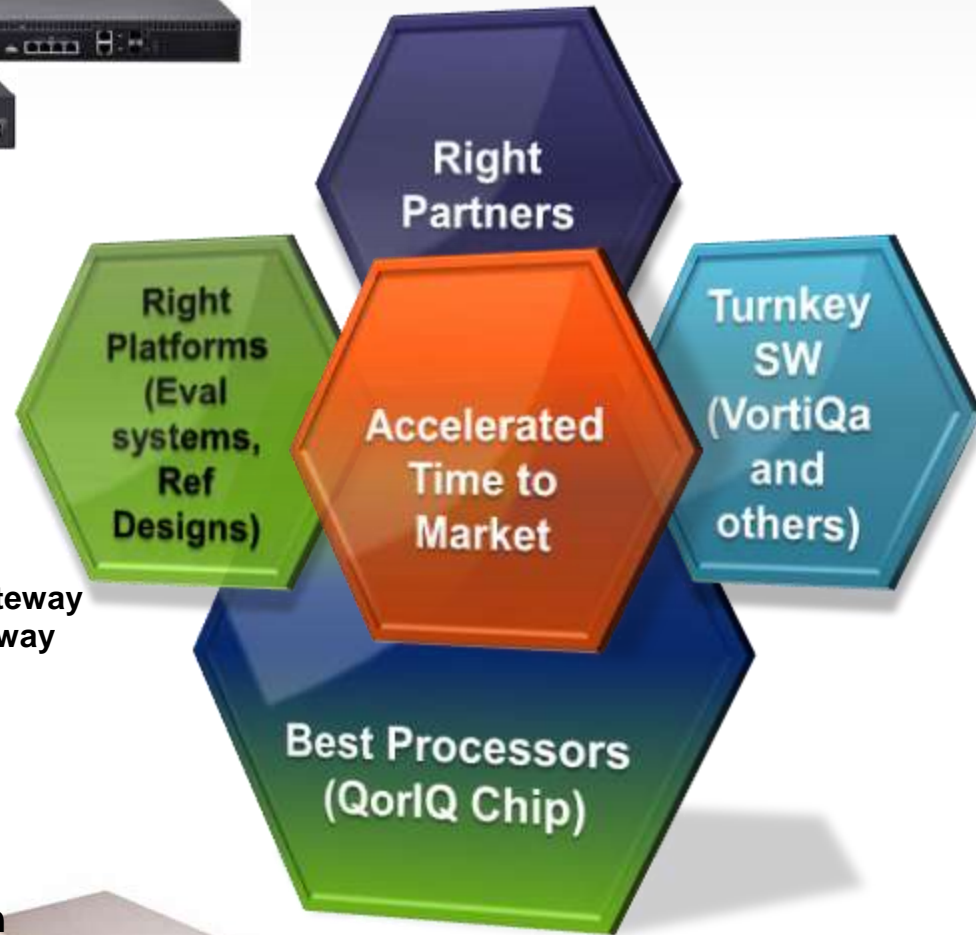 Right
Partners
Right
Platforms
(Eval
systems,
Ref
Designs)
Accelerated
Time to
Market
Turnkey
SW
(VortiQa
and
others)
Best Processors
(QorIQ Chip)